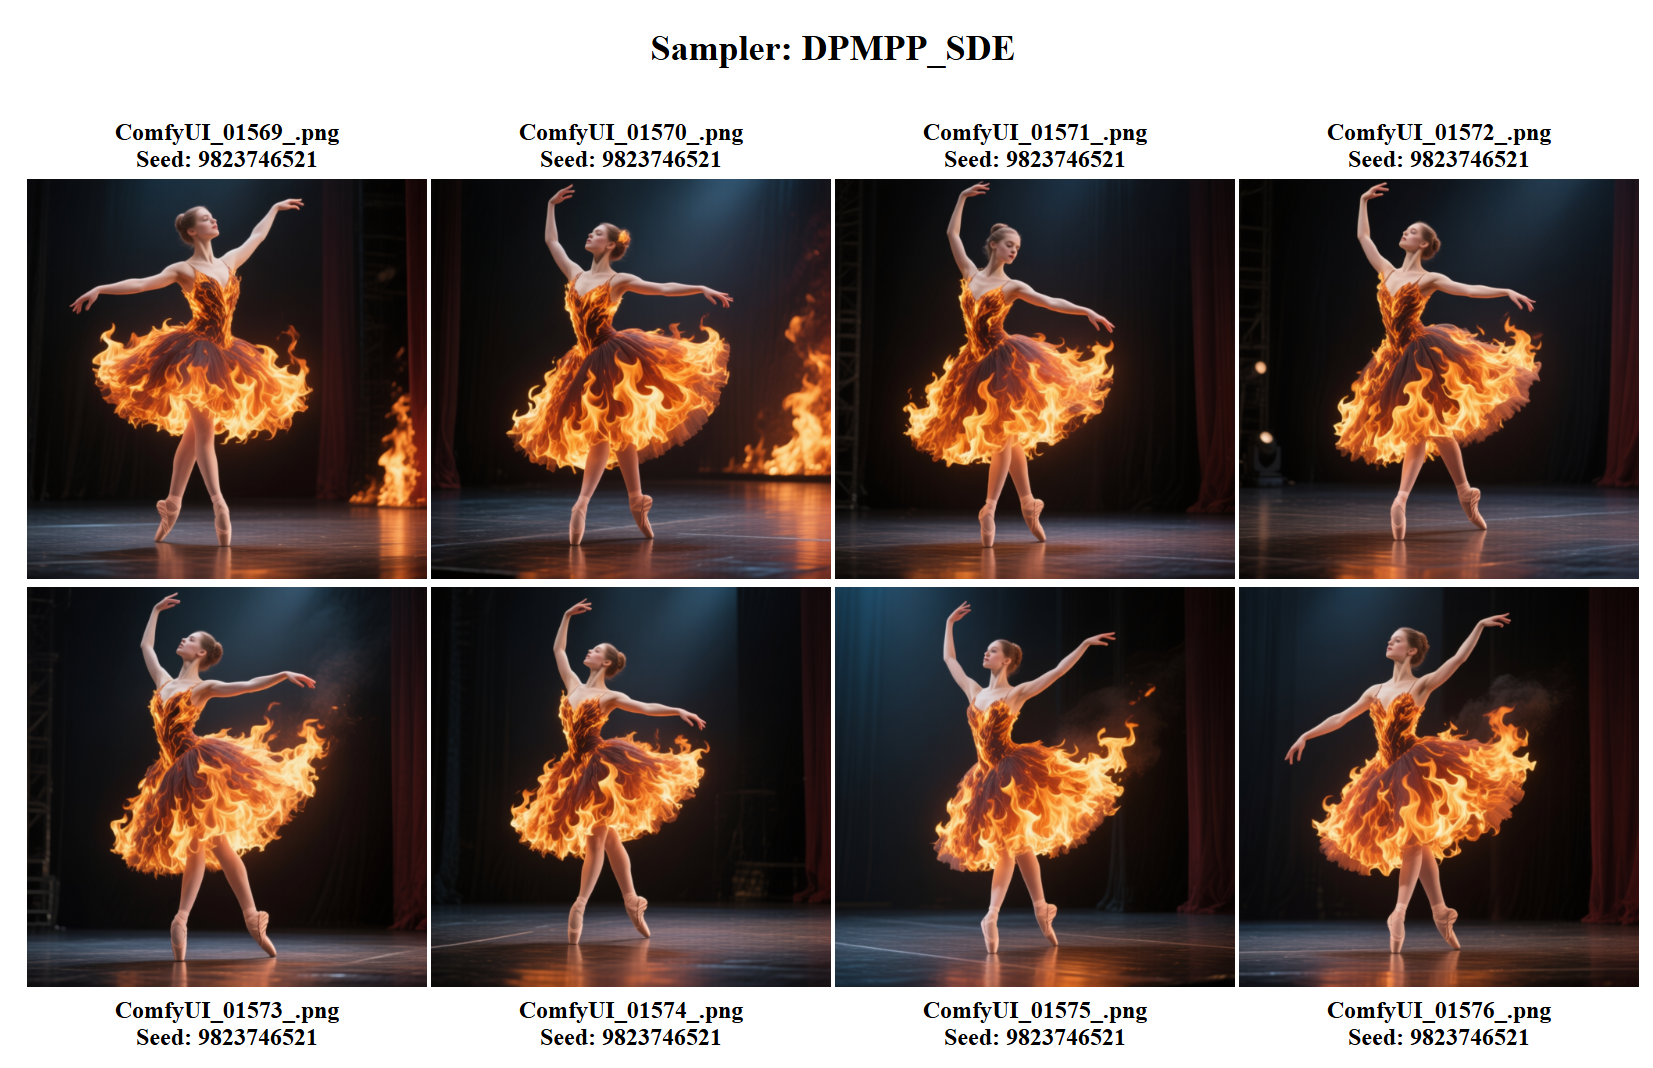 Sampler: DPMPP_SDE
ComfyUI_01569_.png
Seed: 9823746521
ComfyUI_01570_.png
Seed: 9823746521
ComfyUI_01571_.png
Seed: 9823746521
ComfyUI_01572_.png
Seed: 9823746521
ComfyUI_01573_.png
Seed: 9823746521
ComfyUI_01574_.png
Seed: 9823746521
ComfyUI_01575_.png
Seed: 9823746521
ComfyUI_01576_.png
Seed: 9823746521